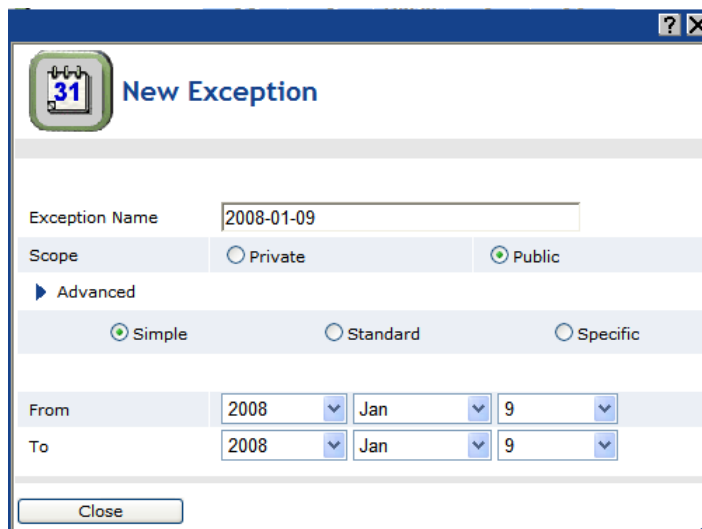 ?
31 New Exception
Exception Name 2008-01-09
Scope Private Public
Advanced
Simple Standard Specific
From 2008 Jan 9
To 2008 Jan 9
Close